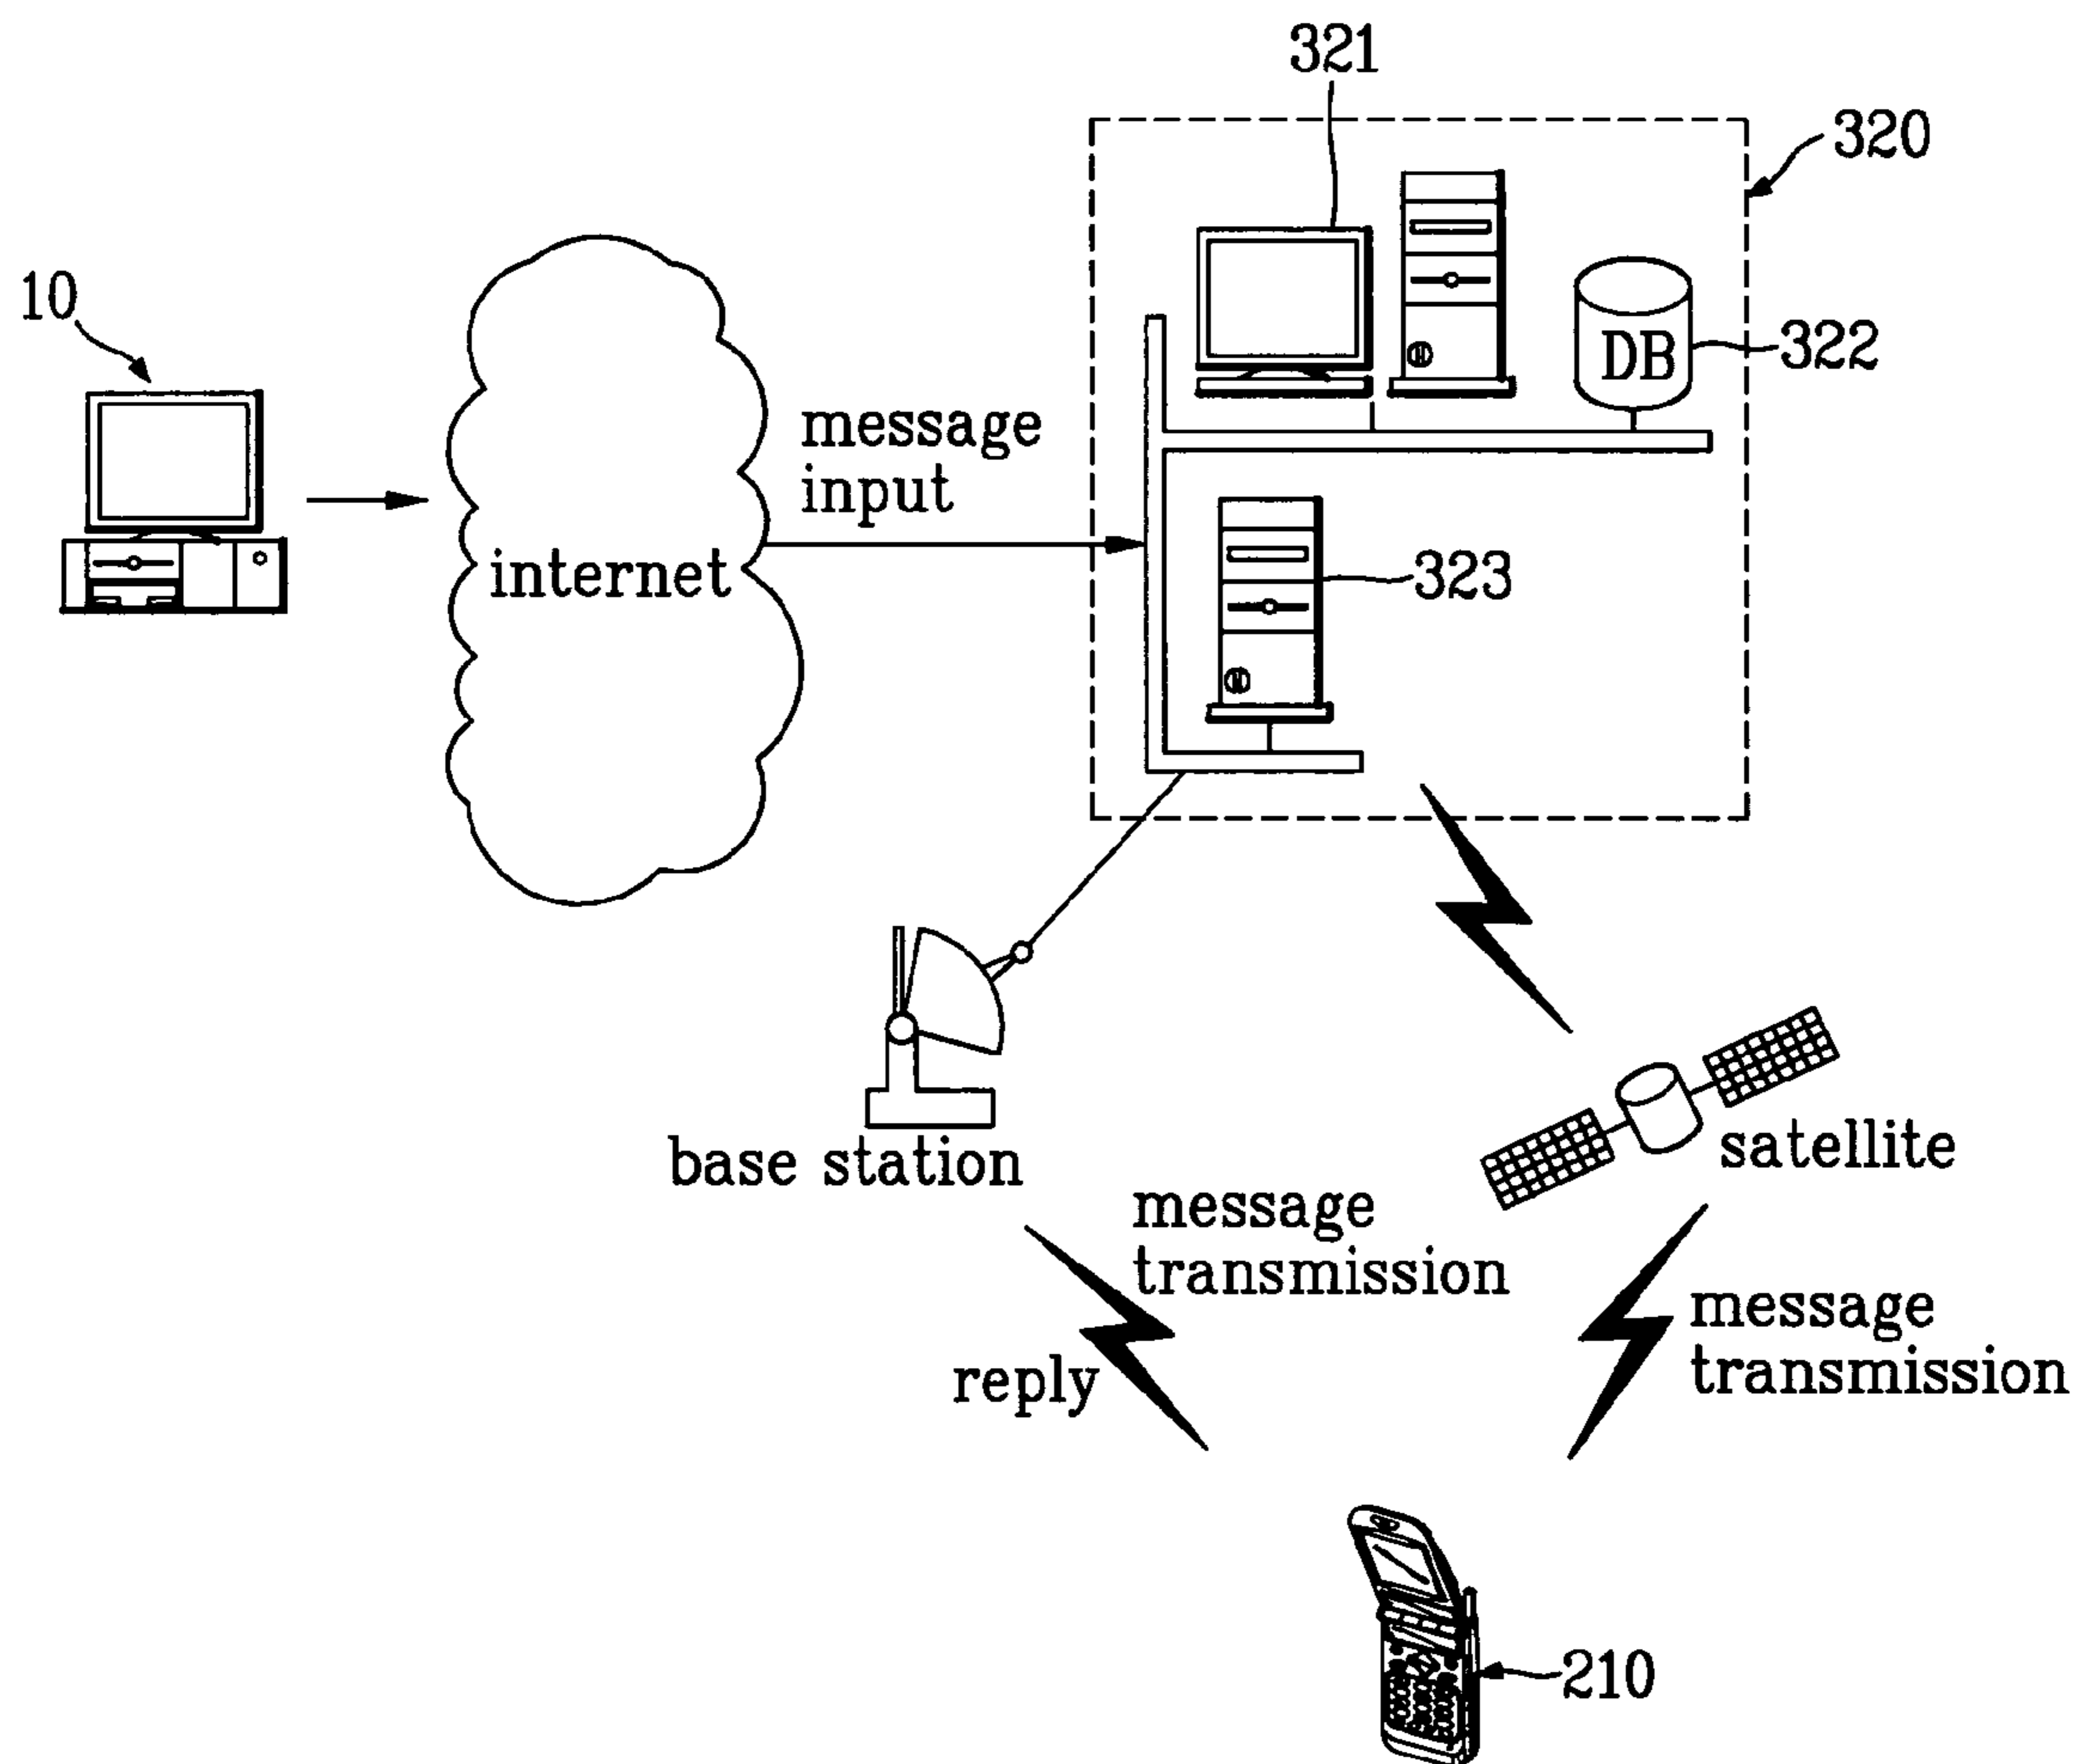 321
320
10
DB
322
message
input
internet
323
base station
satellite
message
transmission
message
transmission
reply
210